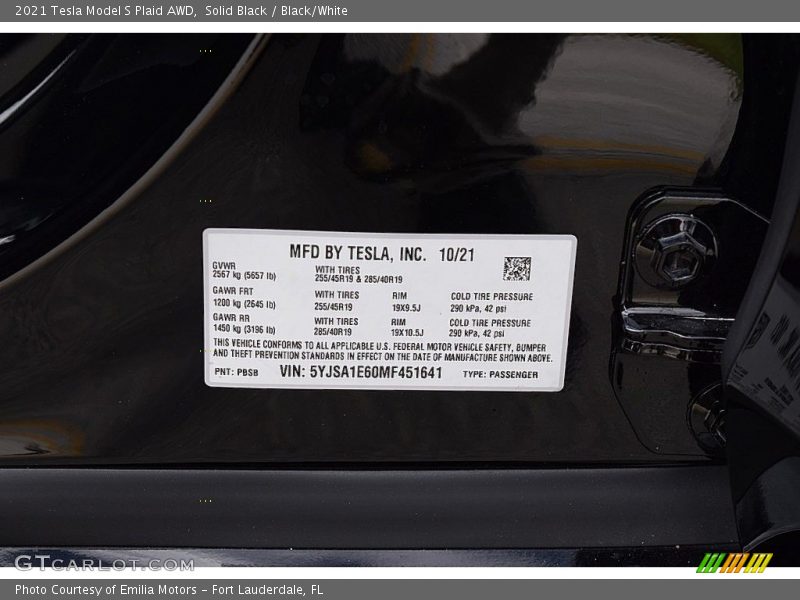 2021 Tesla Model S Plaid AWD, Solid Black / Black/White
MFD BY TESLA, INC. 10/21
GVWR
2567 kg (5657 lb)
WITH TIRES
255/45R19 & 285/40R19
GAWR FRT
1200 kg (2645 lb)
WITH TIRES
255/45R19
RIM
19X9.5J
COLD TIRE PRESSURE
290 kPa, 42 psi
GAWR RR
1450 kg (3196 lb)
WITH TIRES
285/40R19
RIM
19X10.5J
COLD TIRE PRESSURE
290 kPa, 42 psi
THIS VEHICLE CONFORMS TO ALL APPLICABLE U.S. FEDERAL MOTOR VEHICLE SAFETY, BUMPER
AND THEFT PREVENTION STANDARDS IN EFFECT ON THE DATE OF MANUFACTURE SHOWN ABOVE.
PNT: PBSB VIN: 5YJSA1E60MF451641 TYPE: PASSENGER
GTCARLOT.COM
Photo Courtesy of Emilia Motors - Fort Lauderdale, FL